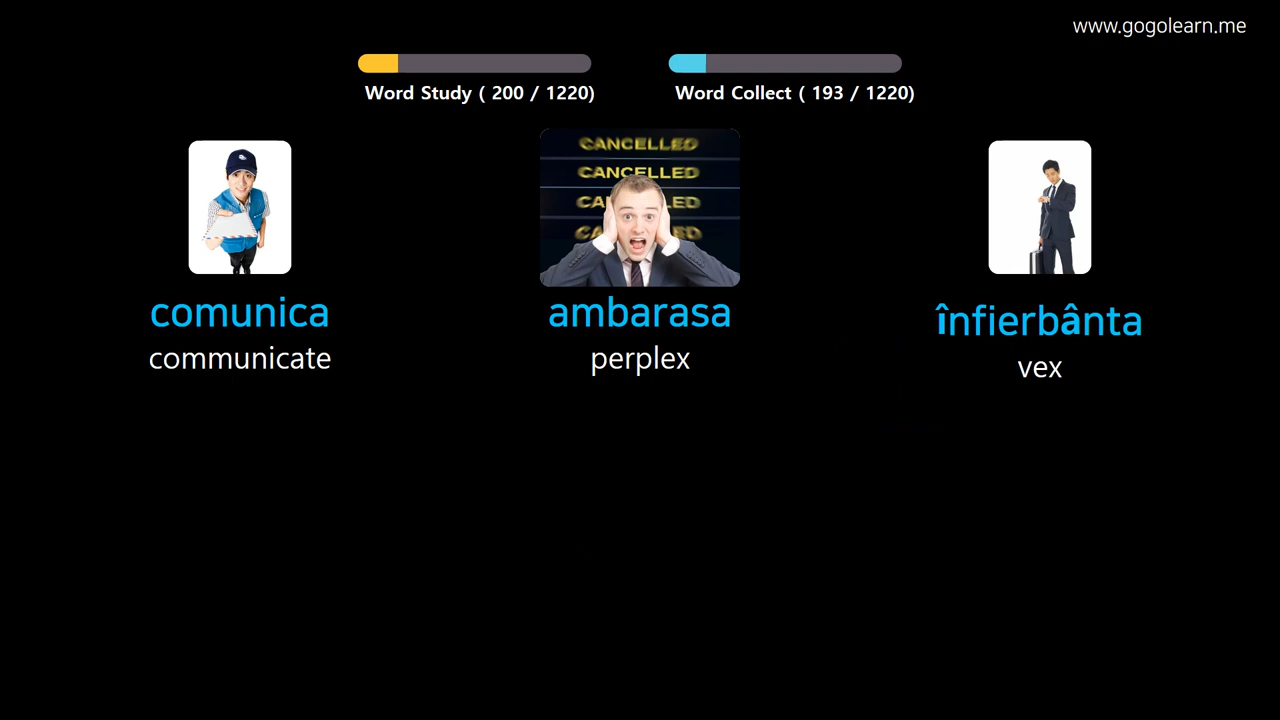 www.gogolearn.me
Word Study ( 200 / 1220)
Word Collect ( 193 / 1220)
CANCELLED
CANCELLED
comunica
communicate
ambarasa
perplex
înfierbânta
vex